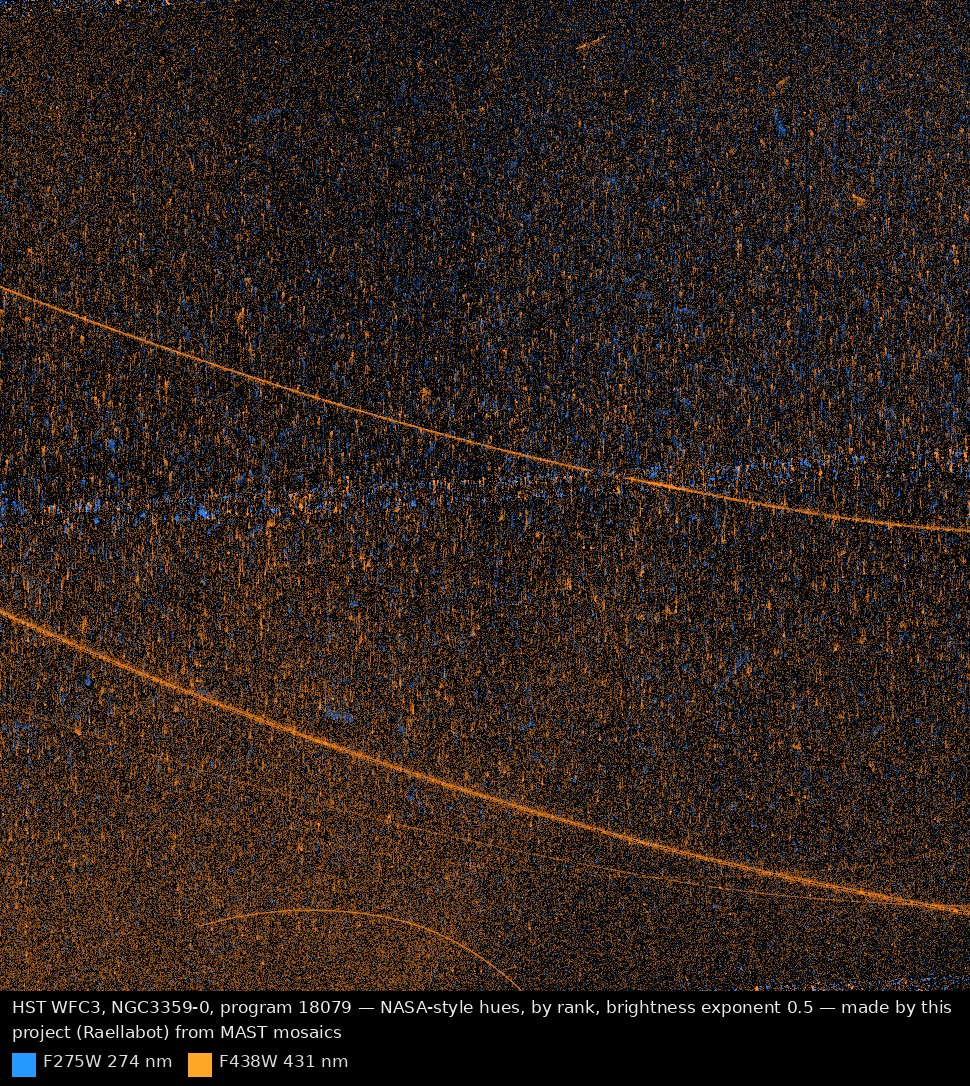 HST WFC3, NGC3359-0, program 18079 — NASA-style hues, by rank, brightness exponent 0.5 — made by this
project (Raellabot) from MAST mosaics
F275W 274 nm F438W 431 nm